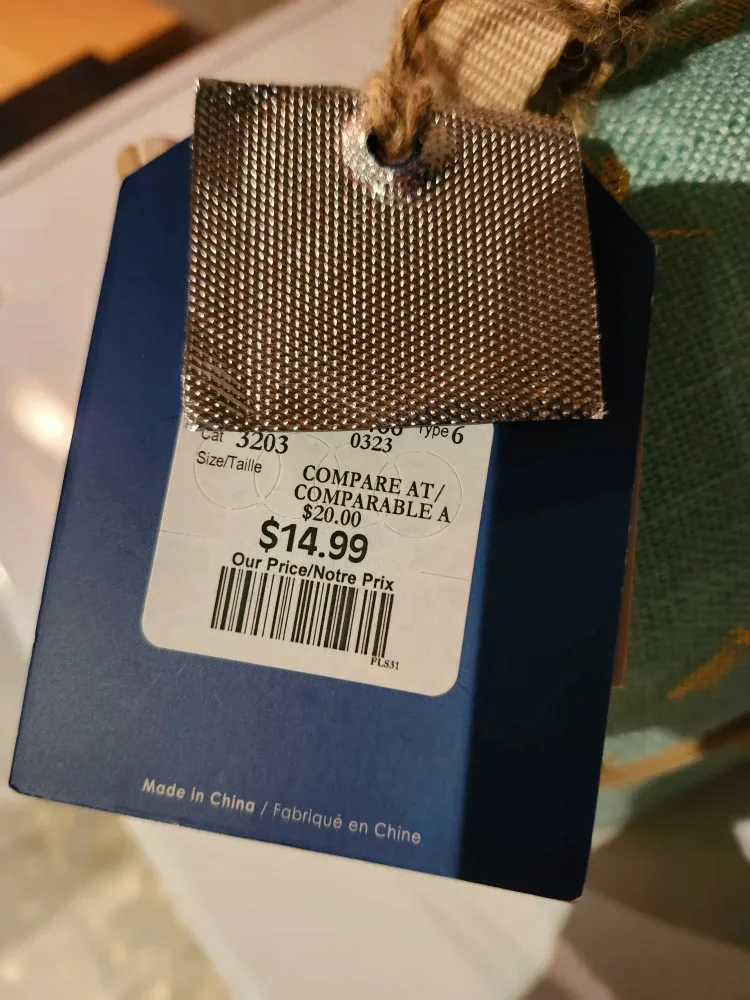 Cat 3203 0323 Type 6
Size/Taille
COMPARE AT/
COMPARABLE A
$20.00
$14.99
Our Price/Notre Prix
FLS31
Made in China / Fabriqué en Chine